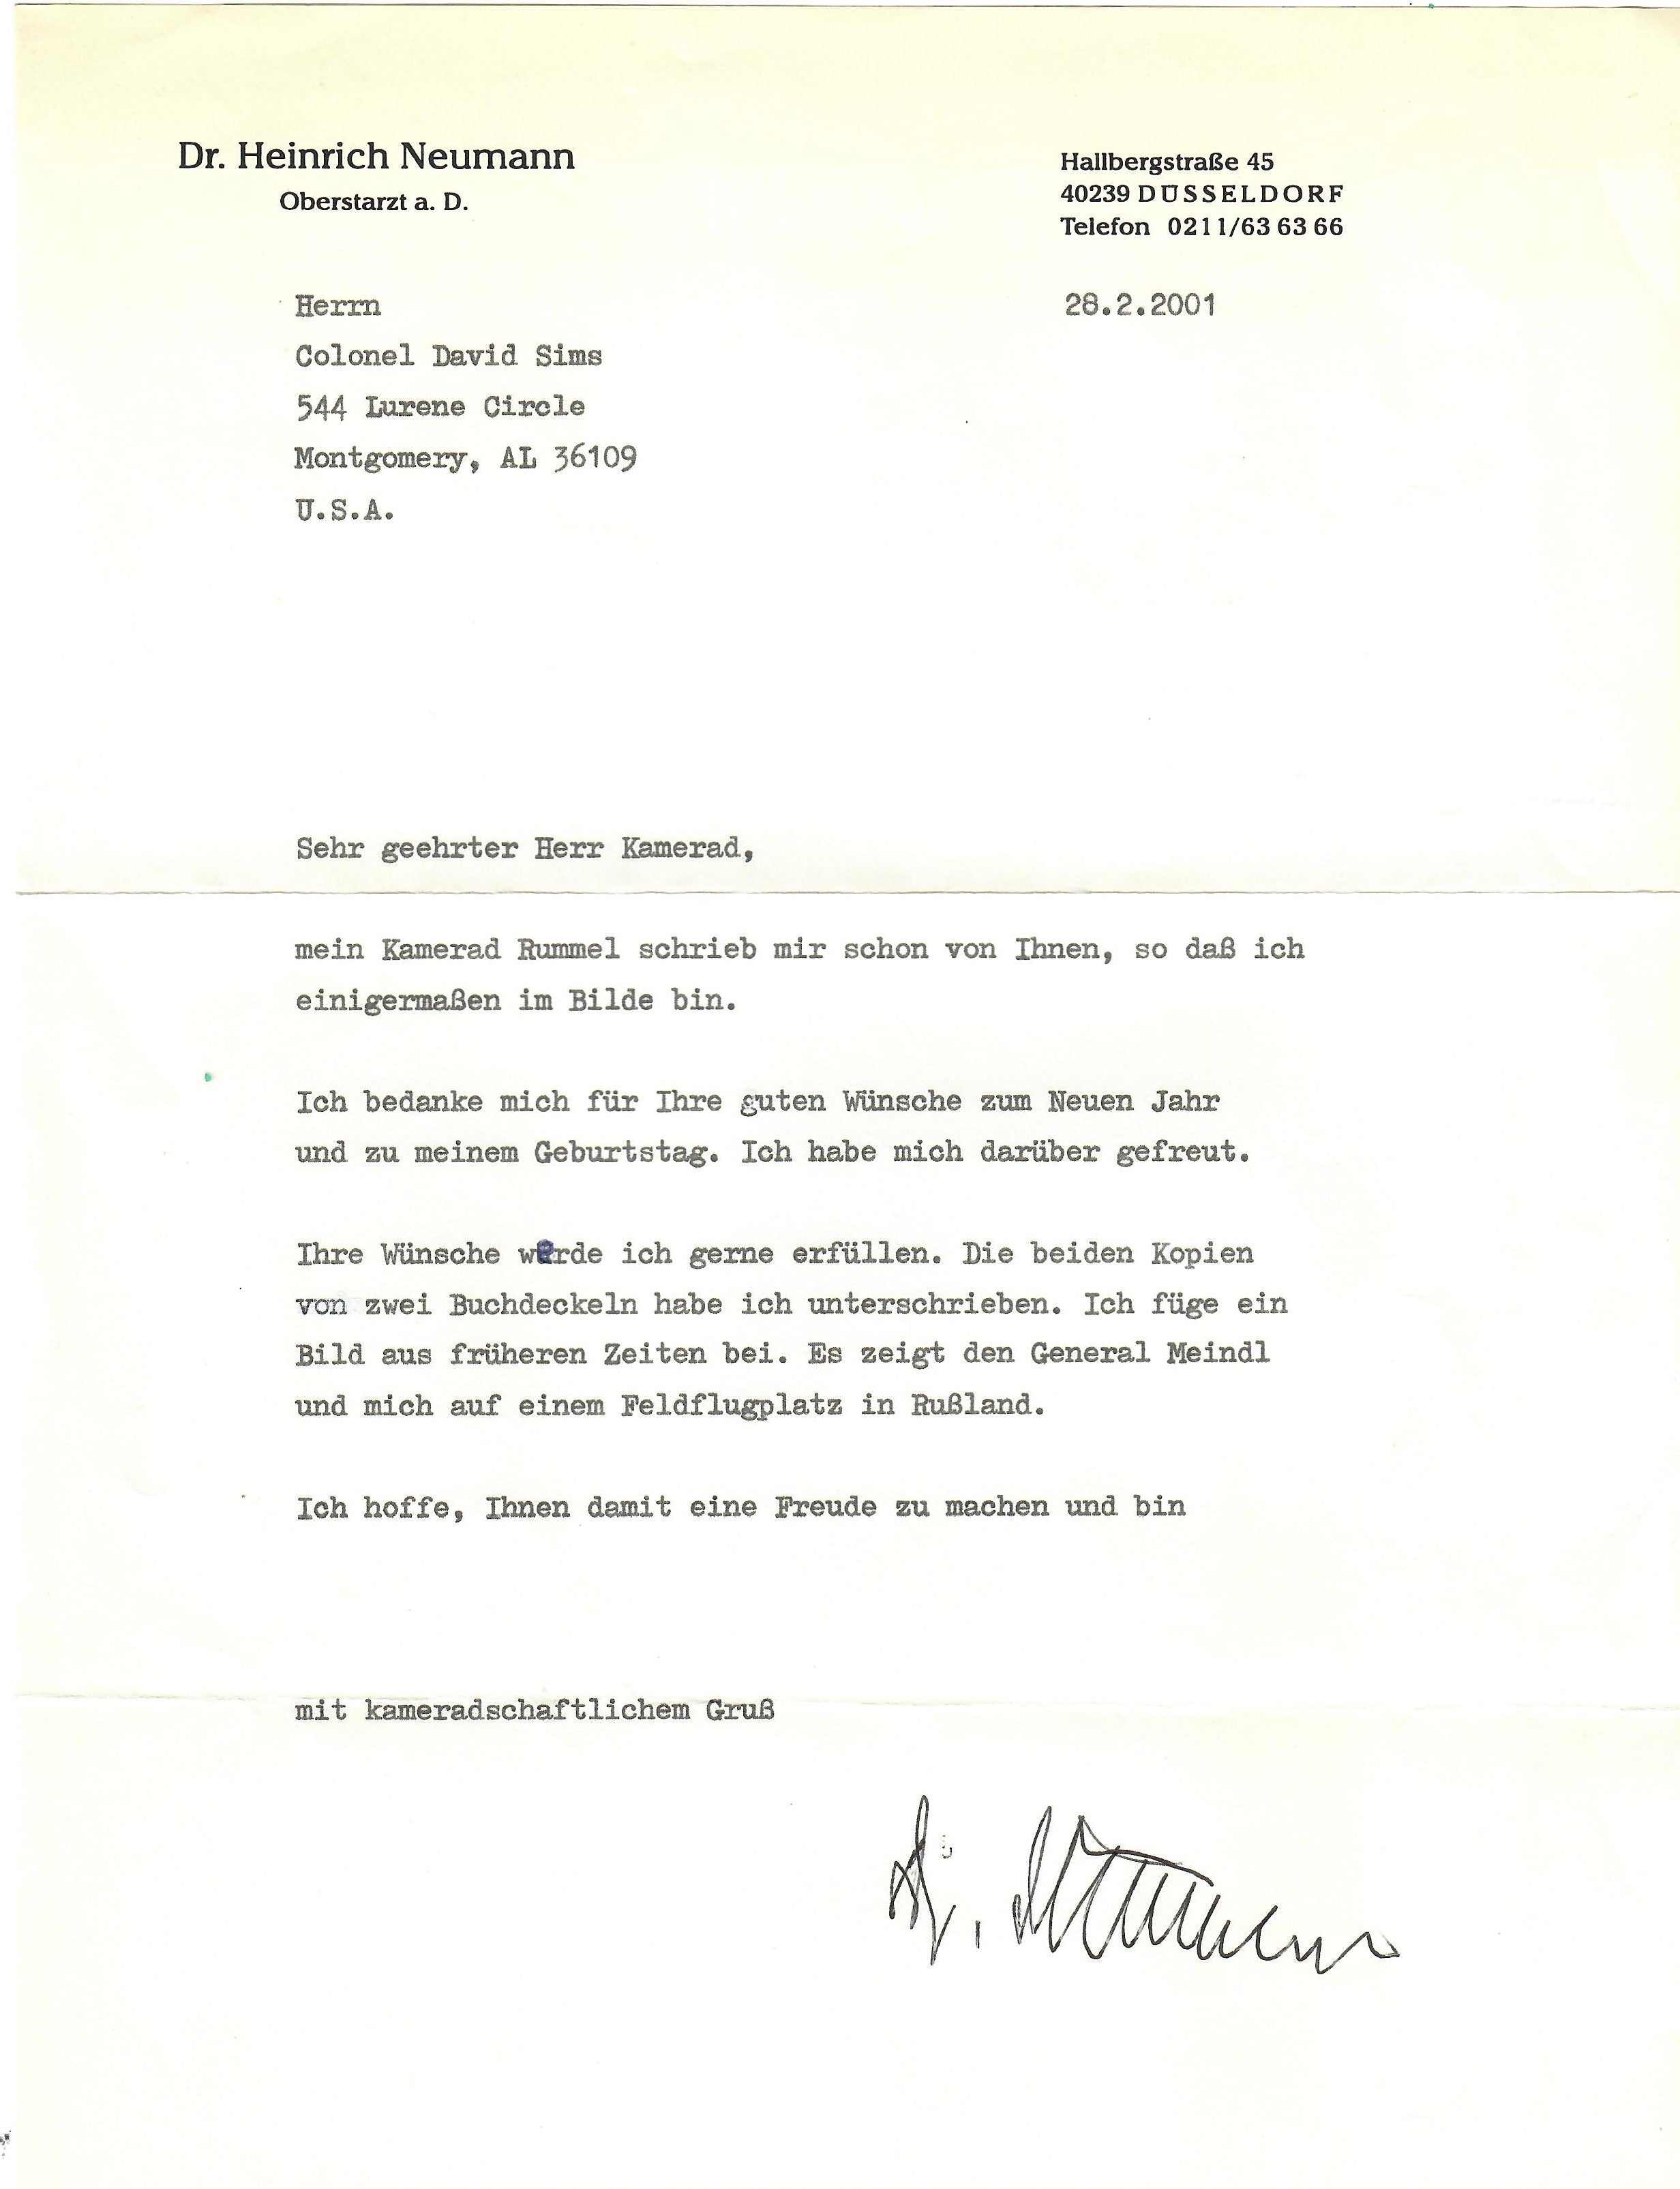 Dr. Heinrich Neumann
Oberstarzt a. D.
Hallbergstraße 45
40239 DÜSSELDORF
Telefon 0211/63 63 66
Herrn
28.2.2001
Colonel David Sims
544 Lurene Circle
Montgomery, AL 36109
U.S.A.
Sehr geehrter Herr Kamerad,
mein Kamerad Rummel schrieb mir schon von Ihnen, so daß ich
einigermaßen im Bilde bin.
Ich bedanke mich für Ihre guten Wünsche zum Neuen Jahr
und zu meinem Geburtstag. Ich habe mich darüber gefreut.
Ihre Wünsche werde ich gerne erfüllen. Die beiden Kopien
von zwei Buchdeckeln habe ich unterschrieben. Ich füge ein
Bild aus früheren Zeiten bei. Es zeigt den General Meindl
und mich auf einem Feldflugplatz in Rußland.
Ich hoffe, Ihnen damit eine Freude zu machen und bin
mit kameradschaftlichem Gruß
Dr. Neumann